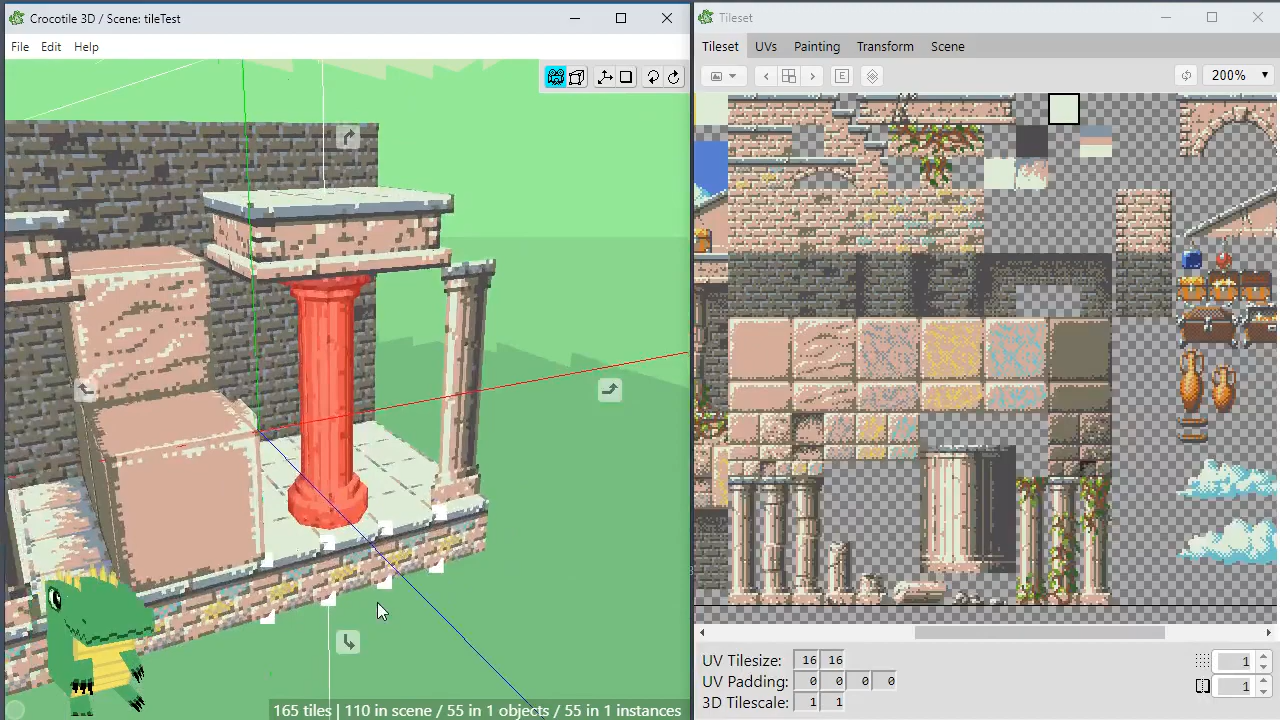 Crocotile 3D / Scene: tileTest
File Edit Help
165 tiles | 110 in scene / 55 in 1 objects / 55 in 1 instances
Tileset
Tileset UVs Painting Transform Scene
E 200%
UV Tilesize: 16 16
UV Padding: 0 0 0 0
3D Tilescale: 1 1
1
1